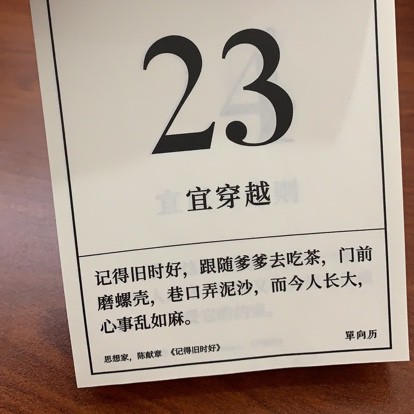 23
宜穿越
记得旧时好，跟随爹爹去吃茶，门前
磨螺壳，巷口弄泥沙，而今人长大，
心事乱如麻。
單向历
思想家，陈献章 《记得旧时好》